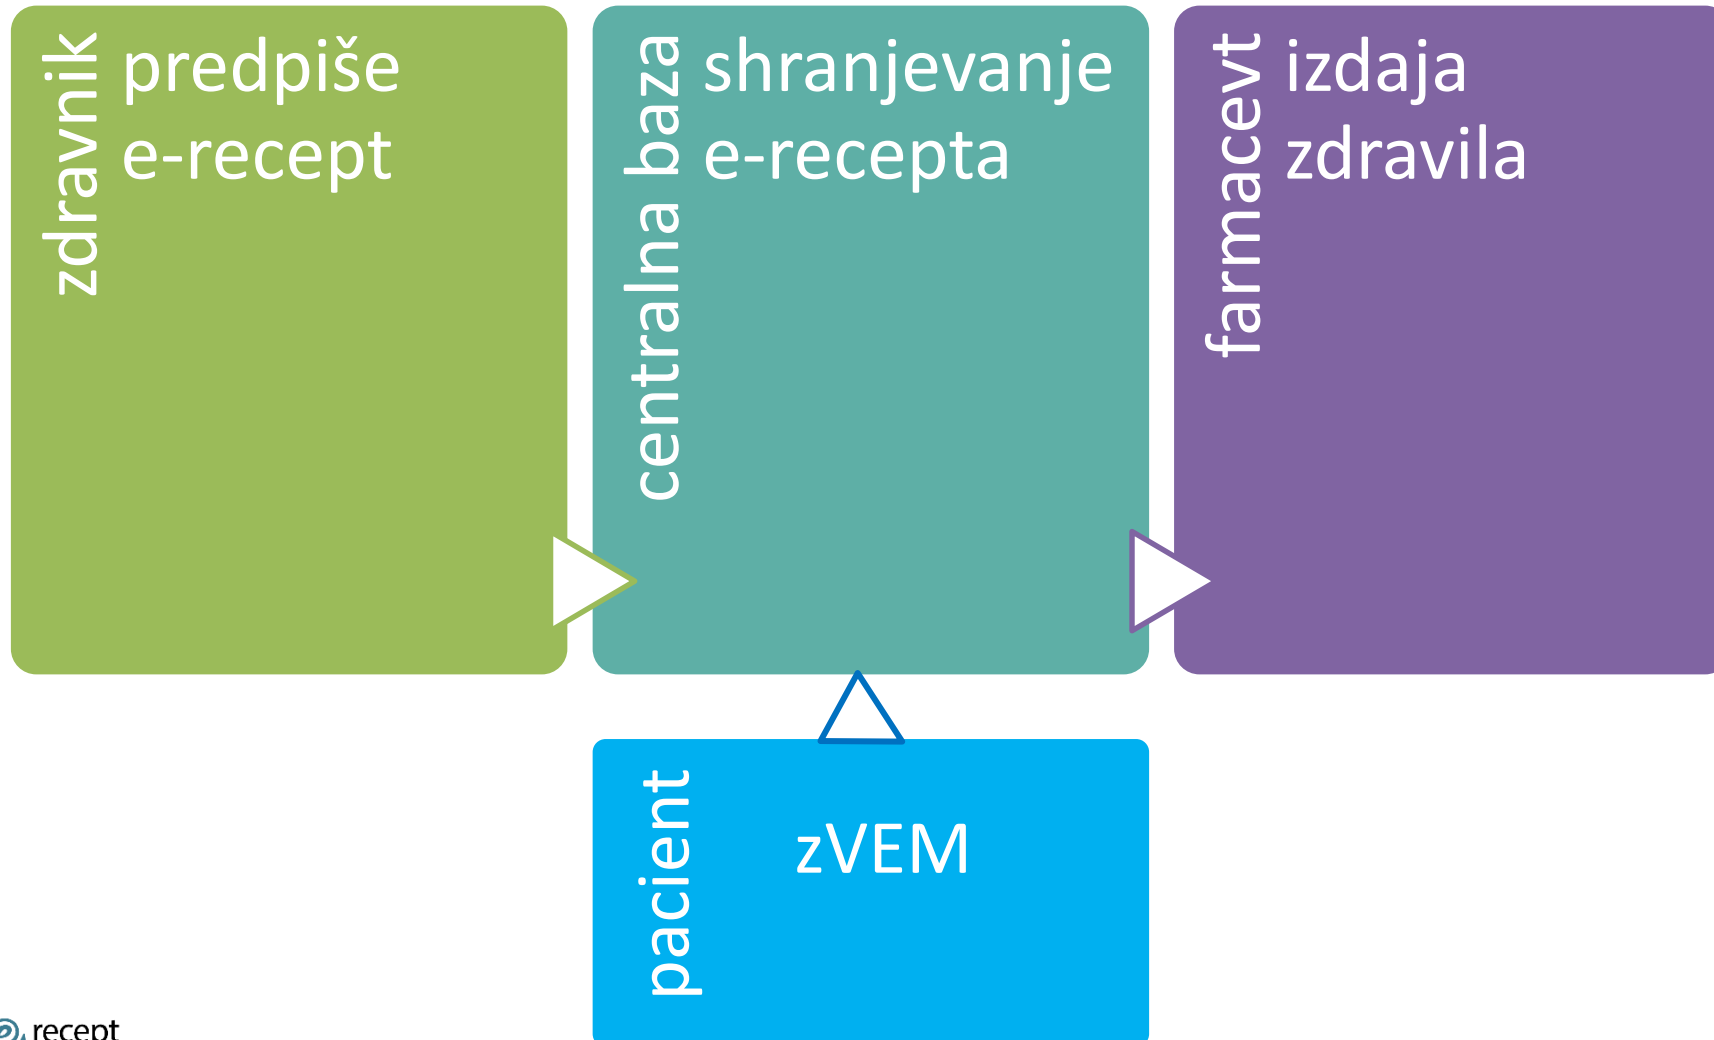 zdravnik
predpiše
e-recept
centralna baza
shranjevanje
e-recepta
farmacevt
izdaja
zdravila
pacient
zVEM
recept